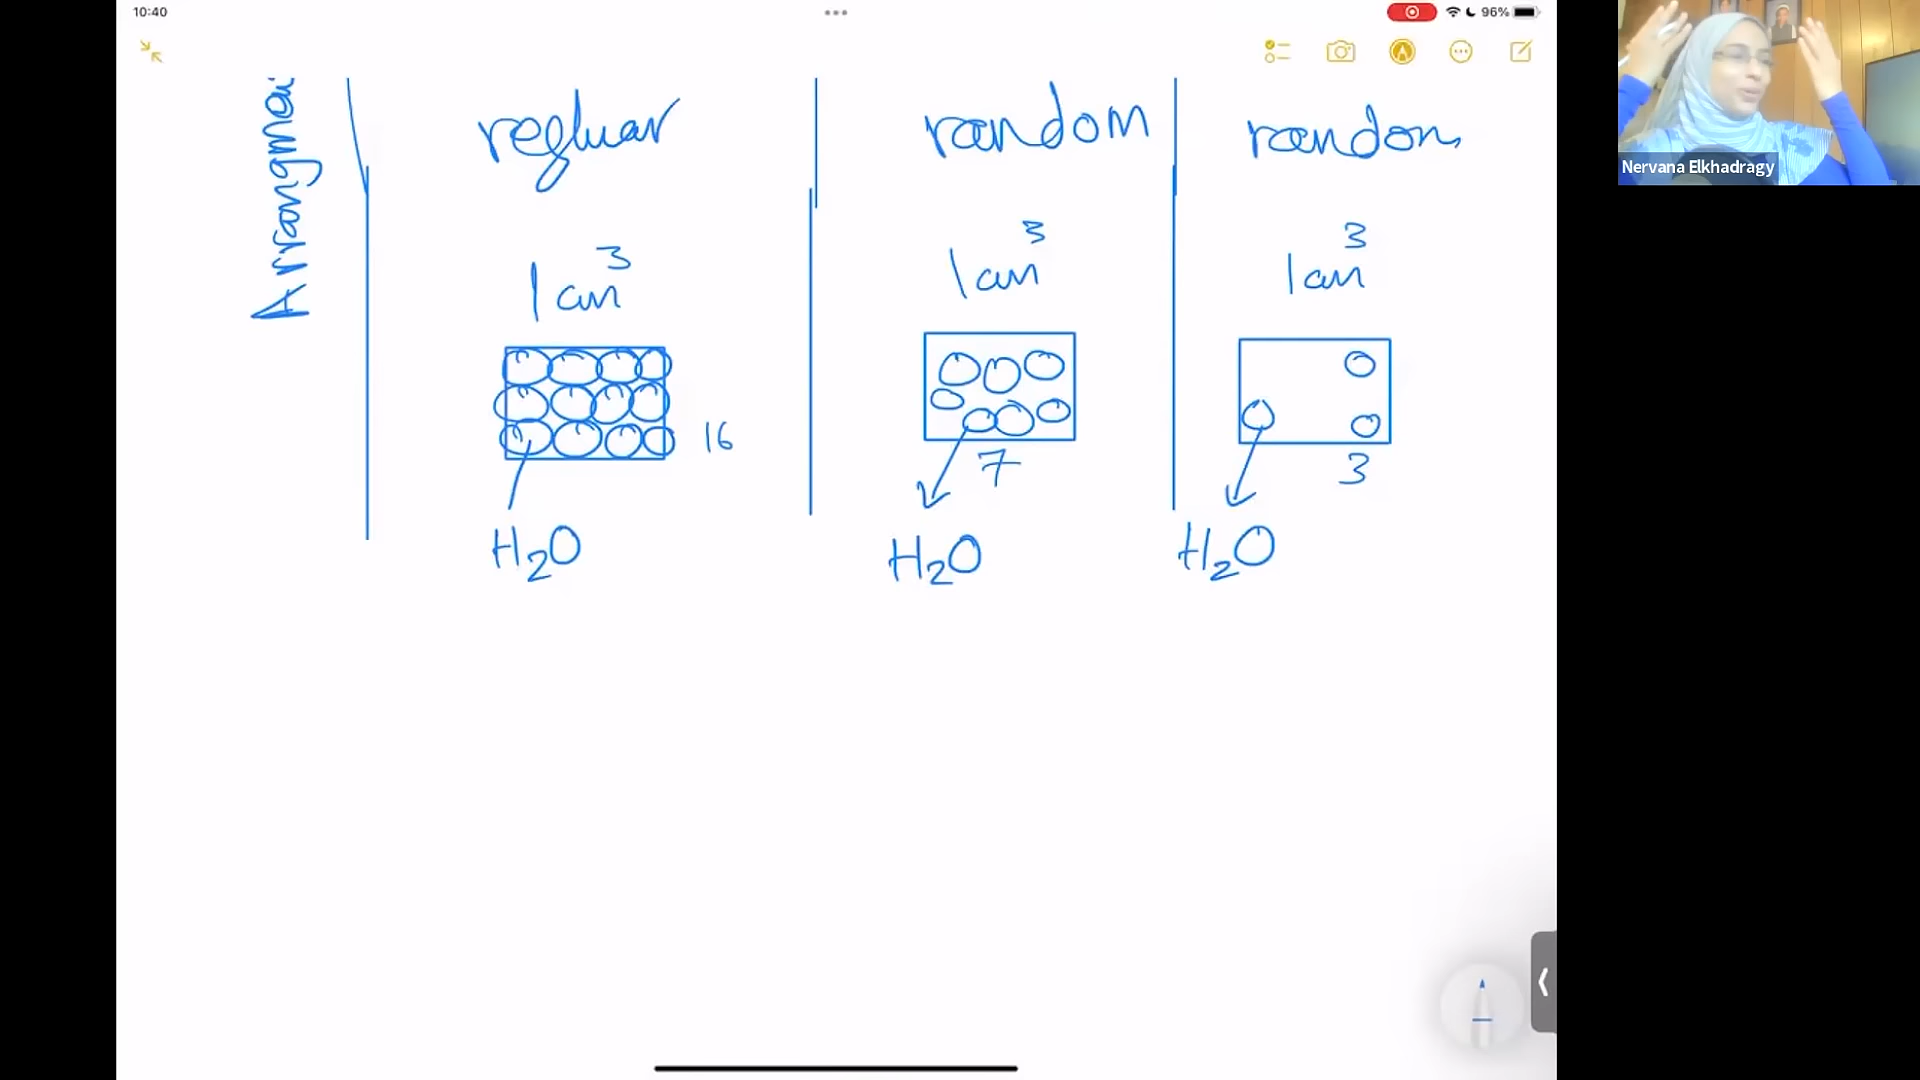 10:40
96%
Nervana Elkhadragy
regluar random random
1 cm³ 1 cm³ 1 cm³
16
7 3
H₂O H₂O H₂O